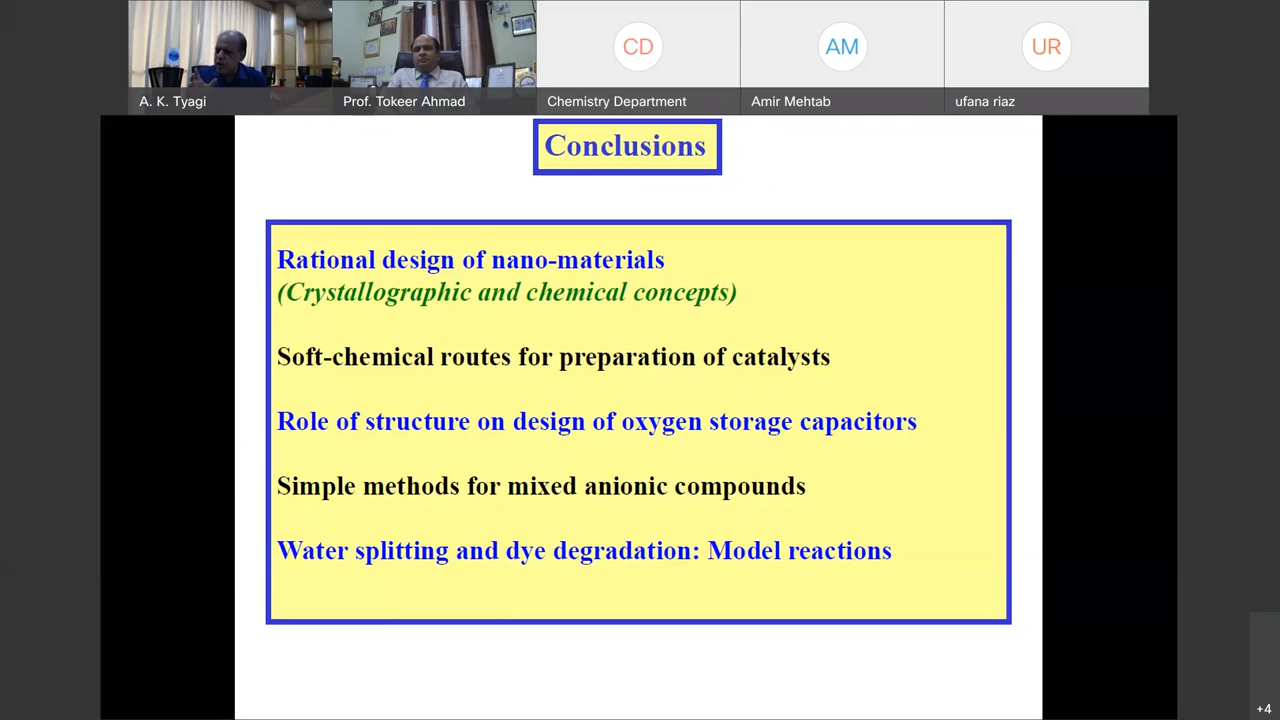 CD
AM
UR
A. K. Tyagi
Prof. Tokeer Ahmad
Chemistry Department
Amir Mehtab
ufana riaz
Conclusions
Rational design of nano-materials
(Crystallographic and chemical concepts)
Soft-chemical routes for preparation of catalysts
Role of structure on design of oxygen storage capacitors
Simple methods for mixed anionic compounds
Water splitting and dye degradation: Model reactions
+4